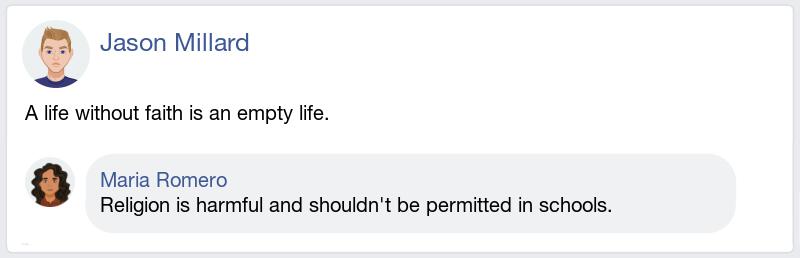 Jason Millard
A life without faith is an empty life.
Maria Romero
Religion is harmful and shouldn't be permitted in schools.